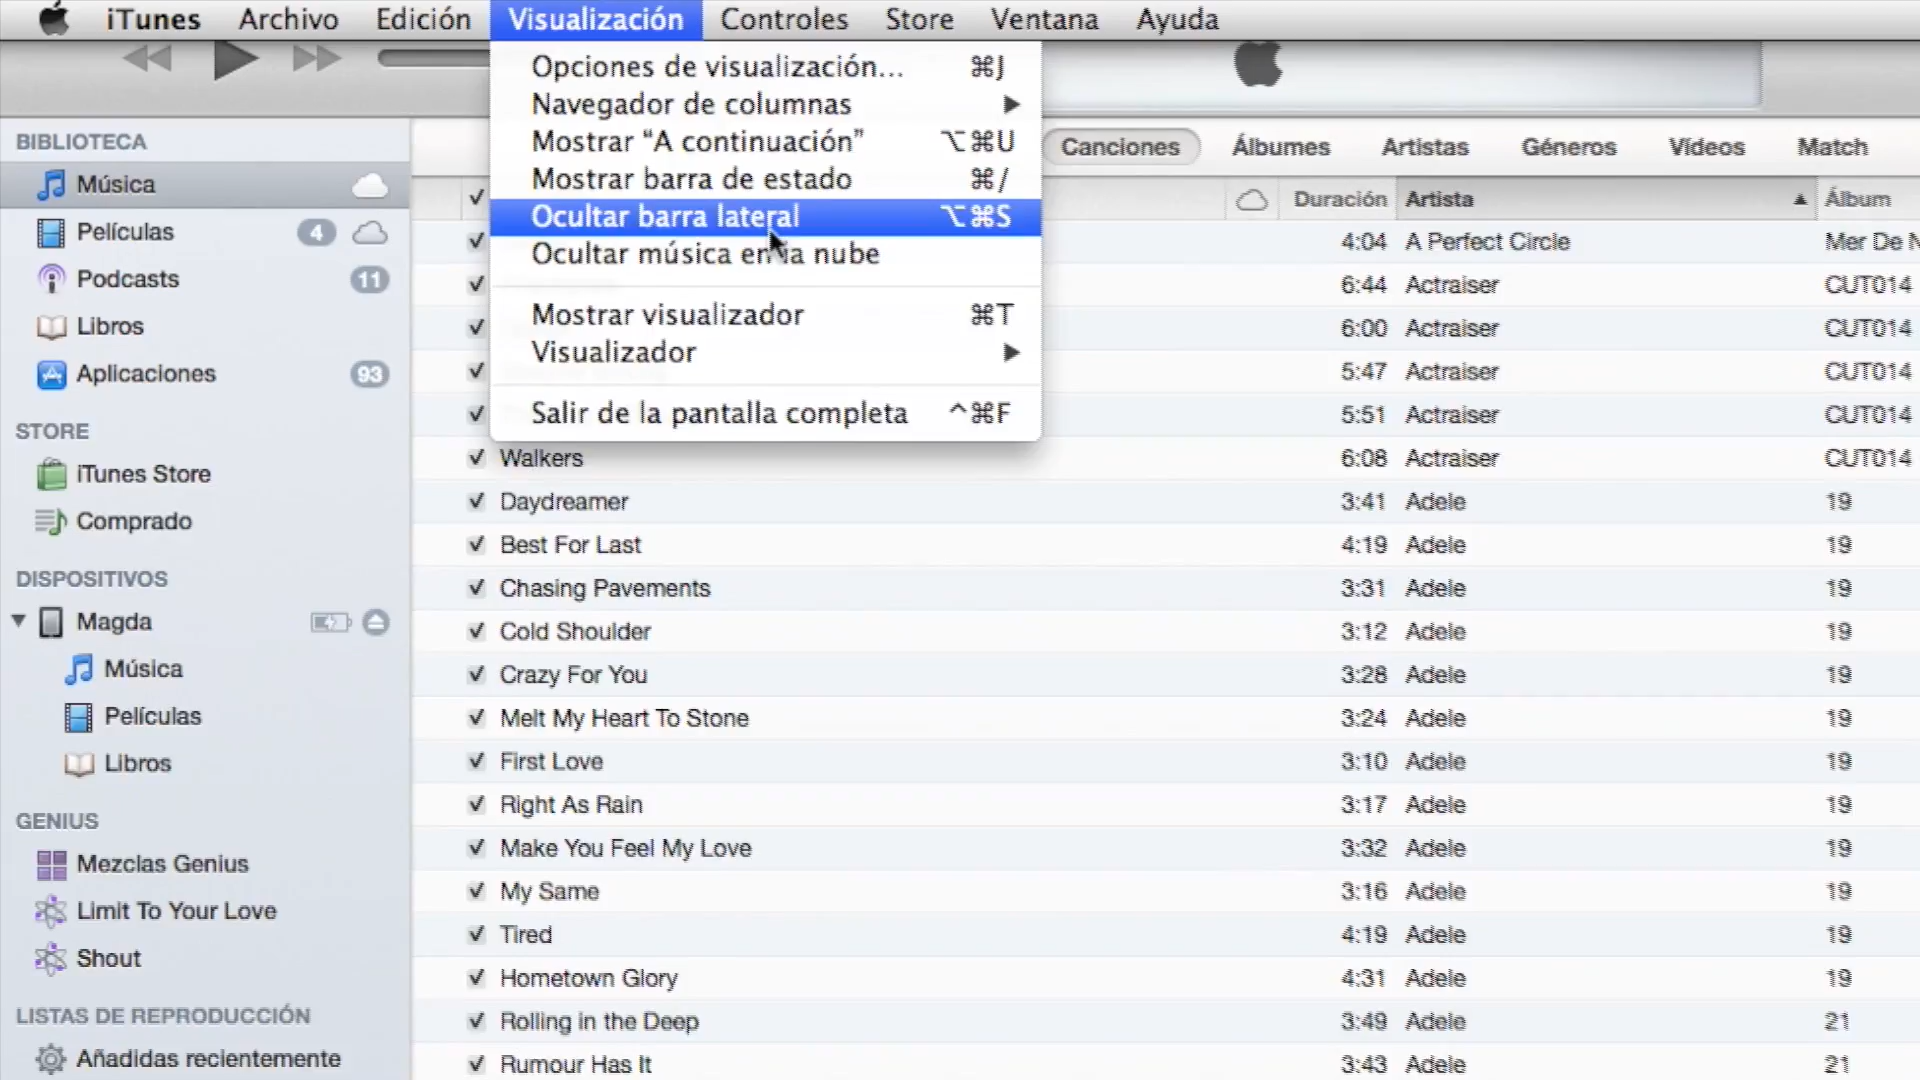 iTunes Archivo Edición Visualización Controles Store Ventana Ayuda
Opciones de visualización... ⌘J
Navegador de columnas ▶
Mostrar “A continuación” ⌥⌘U
Mostrar barra de estado ⌘/
Ocultar barra lateral ⌥⌘S
Ocultar música en la nube
Mostrar visualizador ⌘T
Visualizador ▶
Salir de la pantalla completa ^⌘F
BIBLIOTECA
Música
Películas 4
Podcasts 11
Libros
Aplicaciones 93
STORE
iTunes Store
Comprado
DISPOSITIVOS
Magda
Música
Películas
Libros
GENIUS
Mezclas Genius
Limit To Your Love
Shout
LISTAS DE REPRODUCCIÓN
Añadidas recientemente
Canciones Álbumes Artistas Géneros Vídeos Match
✓ Duración Artista ▲ Álbum
✓ 4:04 A Perfect Circle Mer De
✓ 6:44 Actraiser CUT014
✓ 6:00 Actraiser CUT014
✓ 5:47 Actraiser CUT014
✓ 5:51 Actraiser CUT014
✓ Walkers 6:08 Actraiser CUT014
✓ Daydreamer 3:41 Adele 19
✓ Best For Last 4:19 Adele 19
✓ Chasing Pavements 3:31 Adele 19
✓ Cold Shoulder 3:12 Adele 19
✓ Crazy For You 3:28 Adele 19
✓ Melt My Heart To Stone 3:24 Adele 19
✓ First Love 3:10 Adele 19
✓ Right As Rain 3:17 Adele 19
✓ Make You Feel My Love 3:32 Adele 19
✓ My Same 3:16 Adele 19
✓ Tired 4:19 Adele 19
✓ Hometown Glory 4:31 Adele 19
✓ Rolling in the Deep 3:49 Adele 21
✓ Rumour Has It 3:43 Adele 21